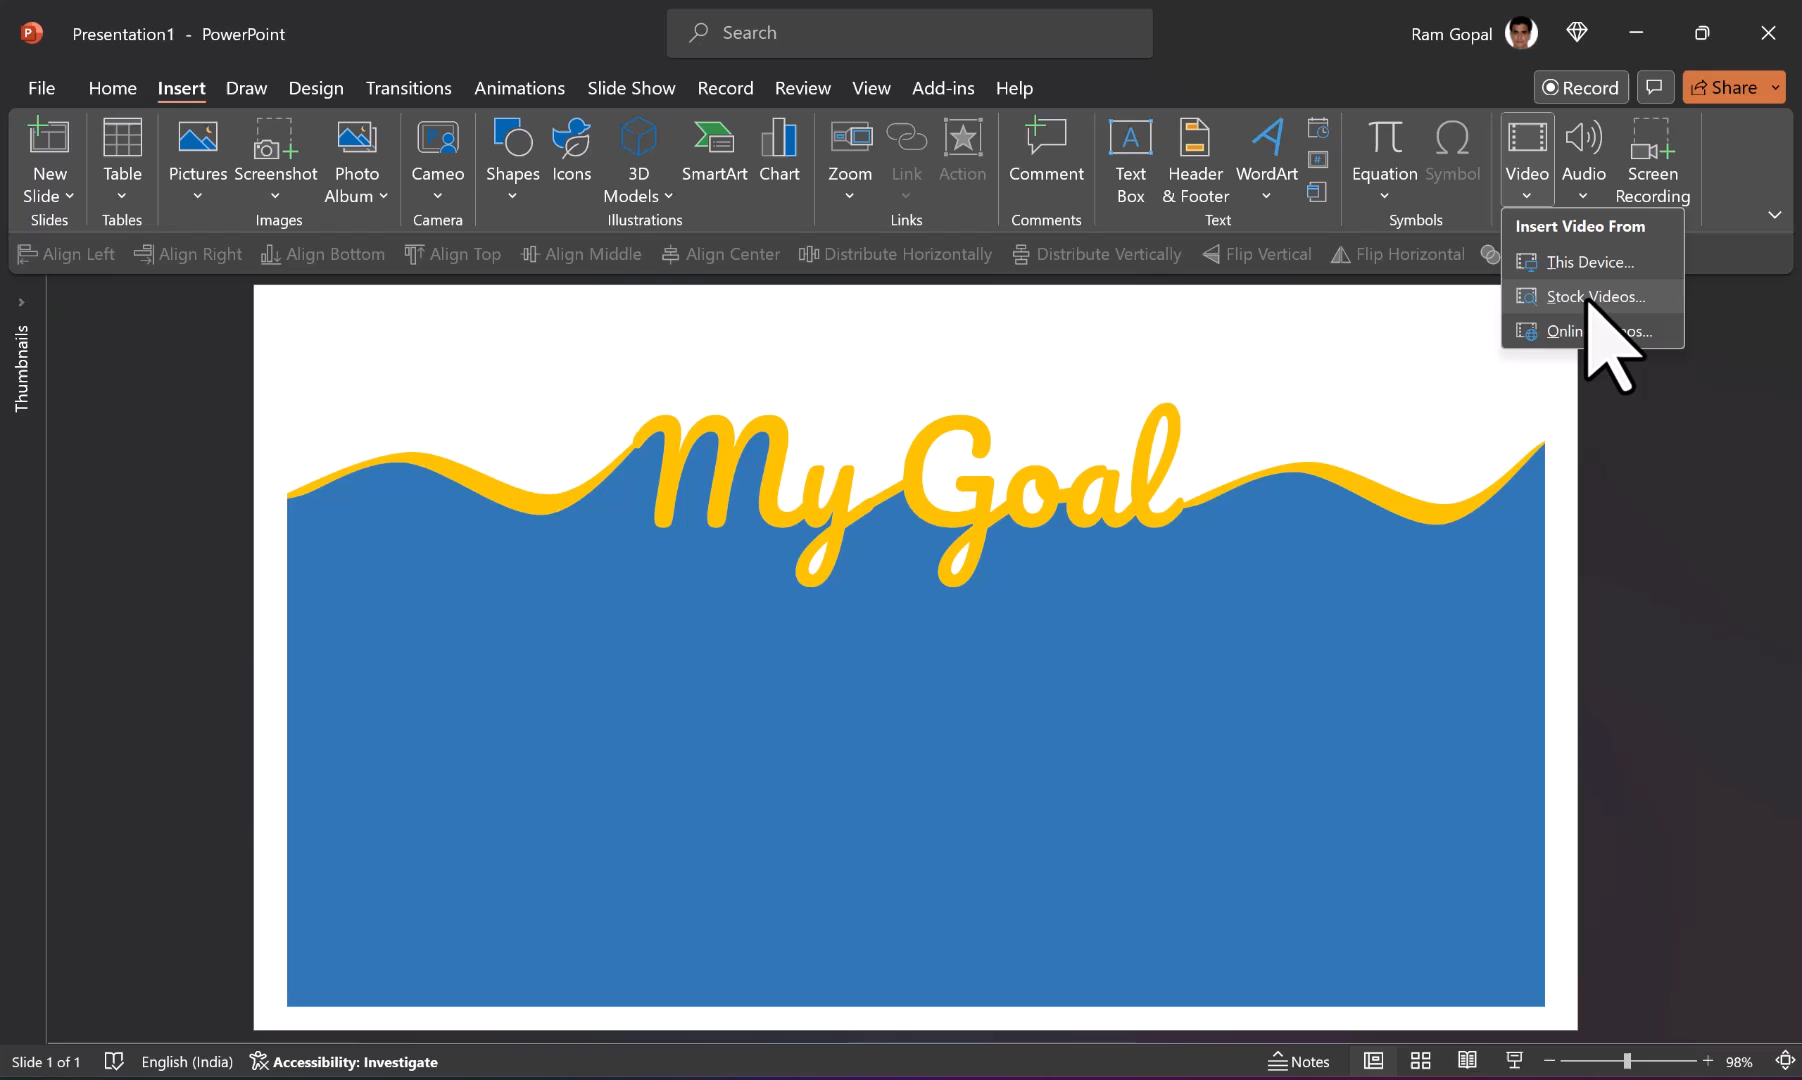 Presentation1 - PowerPoint
Search
Ram Gopal
File Home Insert Draw Design Transitions Animations Slide Show Record Review View Add-ins Help
Record
Share
New Slide
Table
Pictures
Screenshot
Photo Album
Cameo
Shapes
Icons
3D Models
SmartArt
Chart
Zoom
Link
Action
Comment
Text Box
Header & Footer
WordArt
Equation
Symbol
Video
Audio
Screen Recording
Slides
Tables
Images
Camera
Illustrations
Links
Comments
Text
Symbols
Align Left
Align Right
Align Bottom
Align Top
Align Middle
Align Center
Distribute Horizontally
Distribute Vertically
Flip Vertical
Flip Horizontal
Insert Video From
This Device...
Stock Videos...
Thumbnails
My Goal
Slide 1 of 1
English (India)
Accessibility: Investigate
Notes
98%